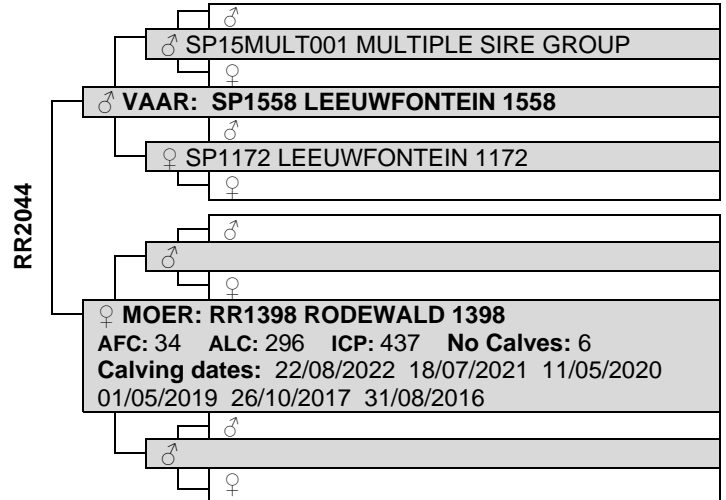 ♂
♂ SP15MULT001 MULTIPLE SIRE GROUP
♀
♂ VAAR: SP1558 LEEUWFONTEIN 1558
♂
♀ SP1172 LEEUWFONTEIN 1172
♀
RR2044
♂
♂
♀
♀ MOER: RR1398 RODEWALD 1398
AFC: 34 ALC: 296 ICP: 437 No Calves: 6
Calving dates: 22/08/2022 18/07/2021 11/05/2020
01/05/2019 26/10/2017 31/08/2016
♂
♂
♀